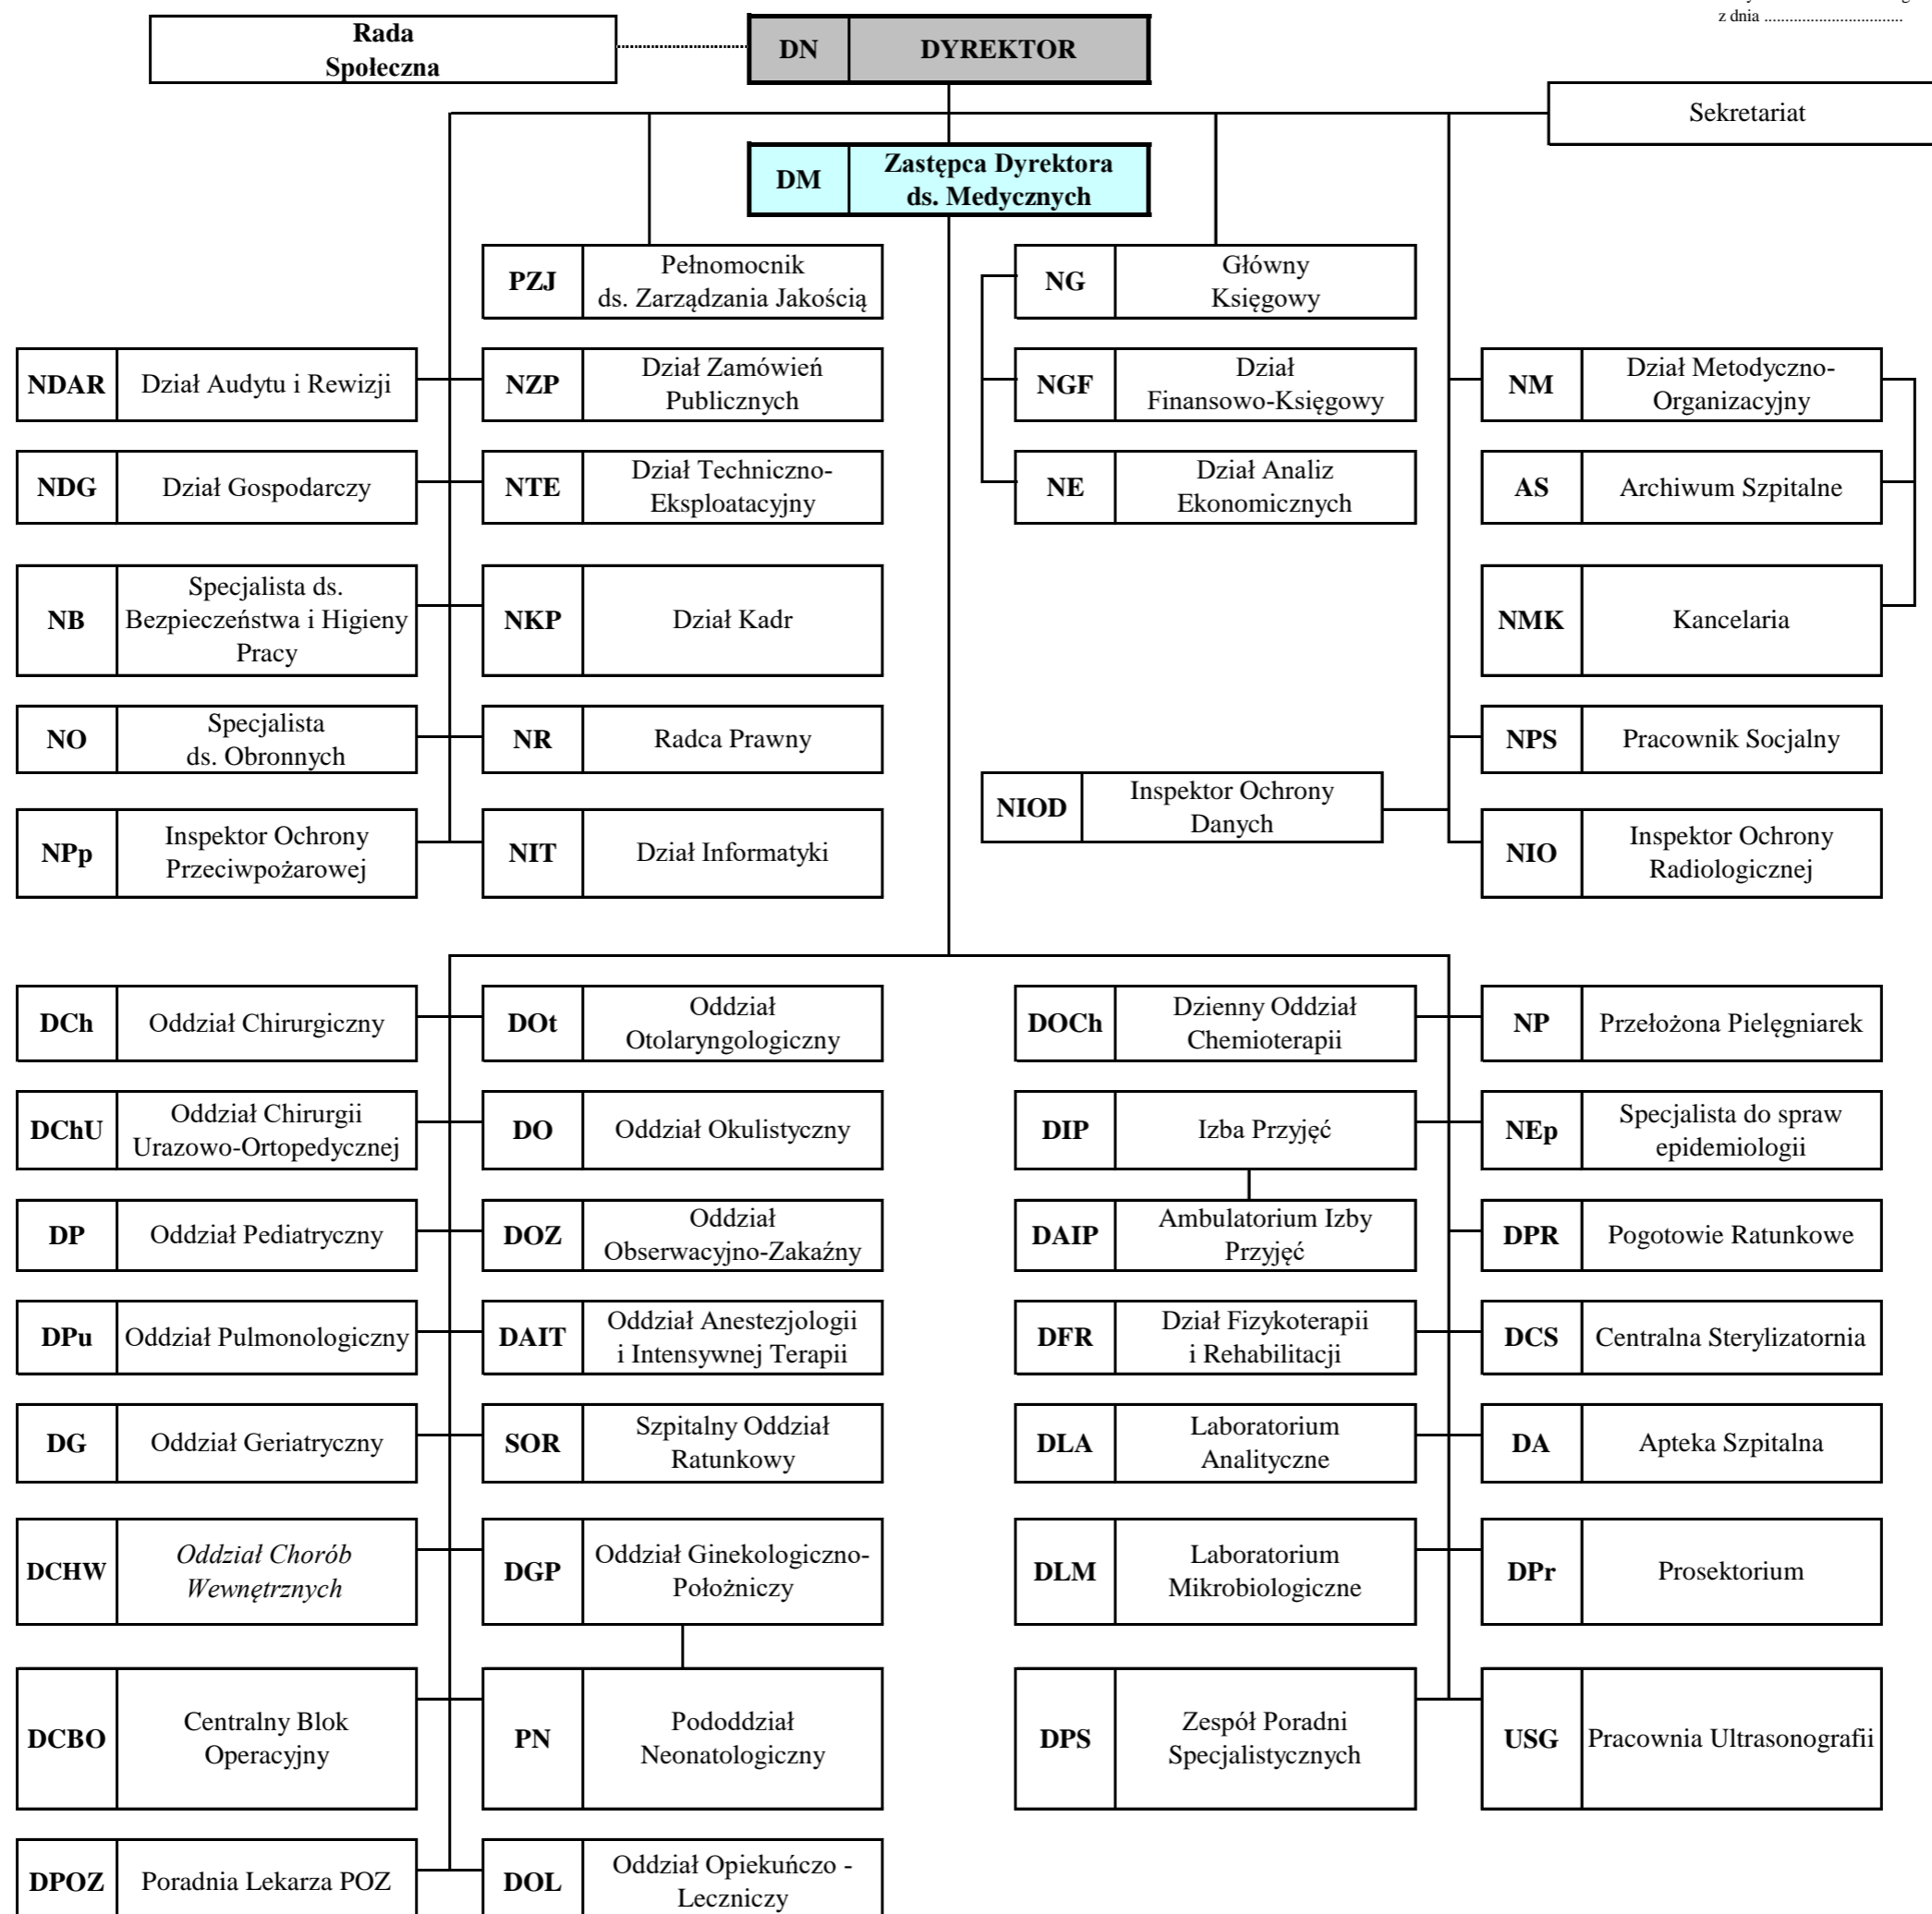 z dnia .................................
Rada
Społeczna
DN DYREKTOR
Sekretariat
DM Zastępca Dyrektora
ds. Medycznych
PZJ Pełnomocnik
ds. Zarządzania Jakością
NG Główny
Księgowy
NDAR Dział Audytu i Rewizji
NZP Dział Zamówień
Publicznych
NGF Dział
Finansowo-Księgowy
NM Dział Metodyczno-
Organizacyjny
NDG Dział Gospodarczy
NTE Dział Techniczno-
Eksploatacyjny
NE Dział Analiz
Ekonomicznych
AS Archiwum Szpitalne
NB Specjalista ds.
Bezpieczeństwa i Higieny
Pracy
NKP Dział Kadr
NMK Kancelaria
NO Specjalista
ds. Obronnych
NR Radca Prawny
NPS Pracownik Socjalny
NIOD Inspektor Ochrony
Danych
NPp Inspektor Ochrony
Przeciwpożarowej
NIT Dział Informatyki
NIO Inspektor Ochrony
Radiologicznej
DCh Oddział Chirurgiczny
DOt Oddział
Otolaryngologiczny
DOCh Dzienny Oddział
Chemioterapii
NP Przełożona Pielęgniarek
DChU Oddział Chirurgii
Urazowo-Ortopedycznej
DO Oddział Okulistyczny
DIP Izba Przyjęć
NEp Specjalista do spraw
epidemiologii
DP Oddział Pediatryczny
DOZ Oddział
Obserwacyjno-Zakaźny
DAIP Ambulatorium Izby
Przyjęć
DPR Pogotowie Ratunkowe
DPu Oddział Pulmonologiczny
DAIT Oddział Anestezjologii
i Intensywnej Terapii
DFR Dział Fizykoterapii
i Rehabilitacji
DCS Centralna Sterylizatornia
DG Oddział Geriatryczny
SOR Szpitalny Oddział
Ratunkowy
DLA Laboratorium
Analityczne
DA Apteka Szpitalna
DCHW Oddział Chorób
Wewnętrznych
DGP Oddział Ginekologiczno-
Położniczy
DLM Laboratorium
Mikrobiologiczne
DPr Prosektorium
DCBO Centralny Blok
Operacyjny
PN Pododdział
Neonatologiczny
DPS Zespół Poradni
Specjalistycznych
USG Pracownia Ultrasonografii
DPOZ Poradnia Lekarza POZ
DOL Oddział Opiekuńczo -
Leczniczy